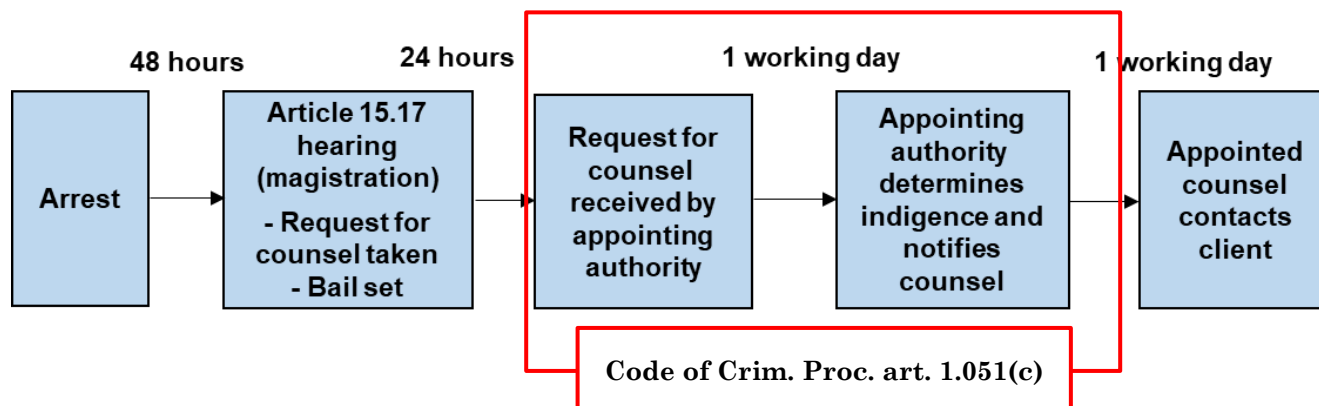 48 hours
24 hours
1 working day
1 working day
Arrest
Article 15.17
hearing
(magistration)
- Request for
counsel taken
- Bail set
Request for
counsel
received by
appointing
authority
Appointing
authority
determines
indigence and
notifies
counsel
Appointed
counsel
contacts
client
Code of Crim. Proc. art. 1.051(c)